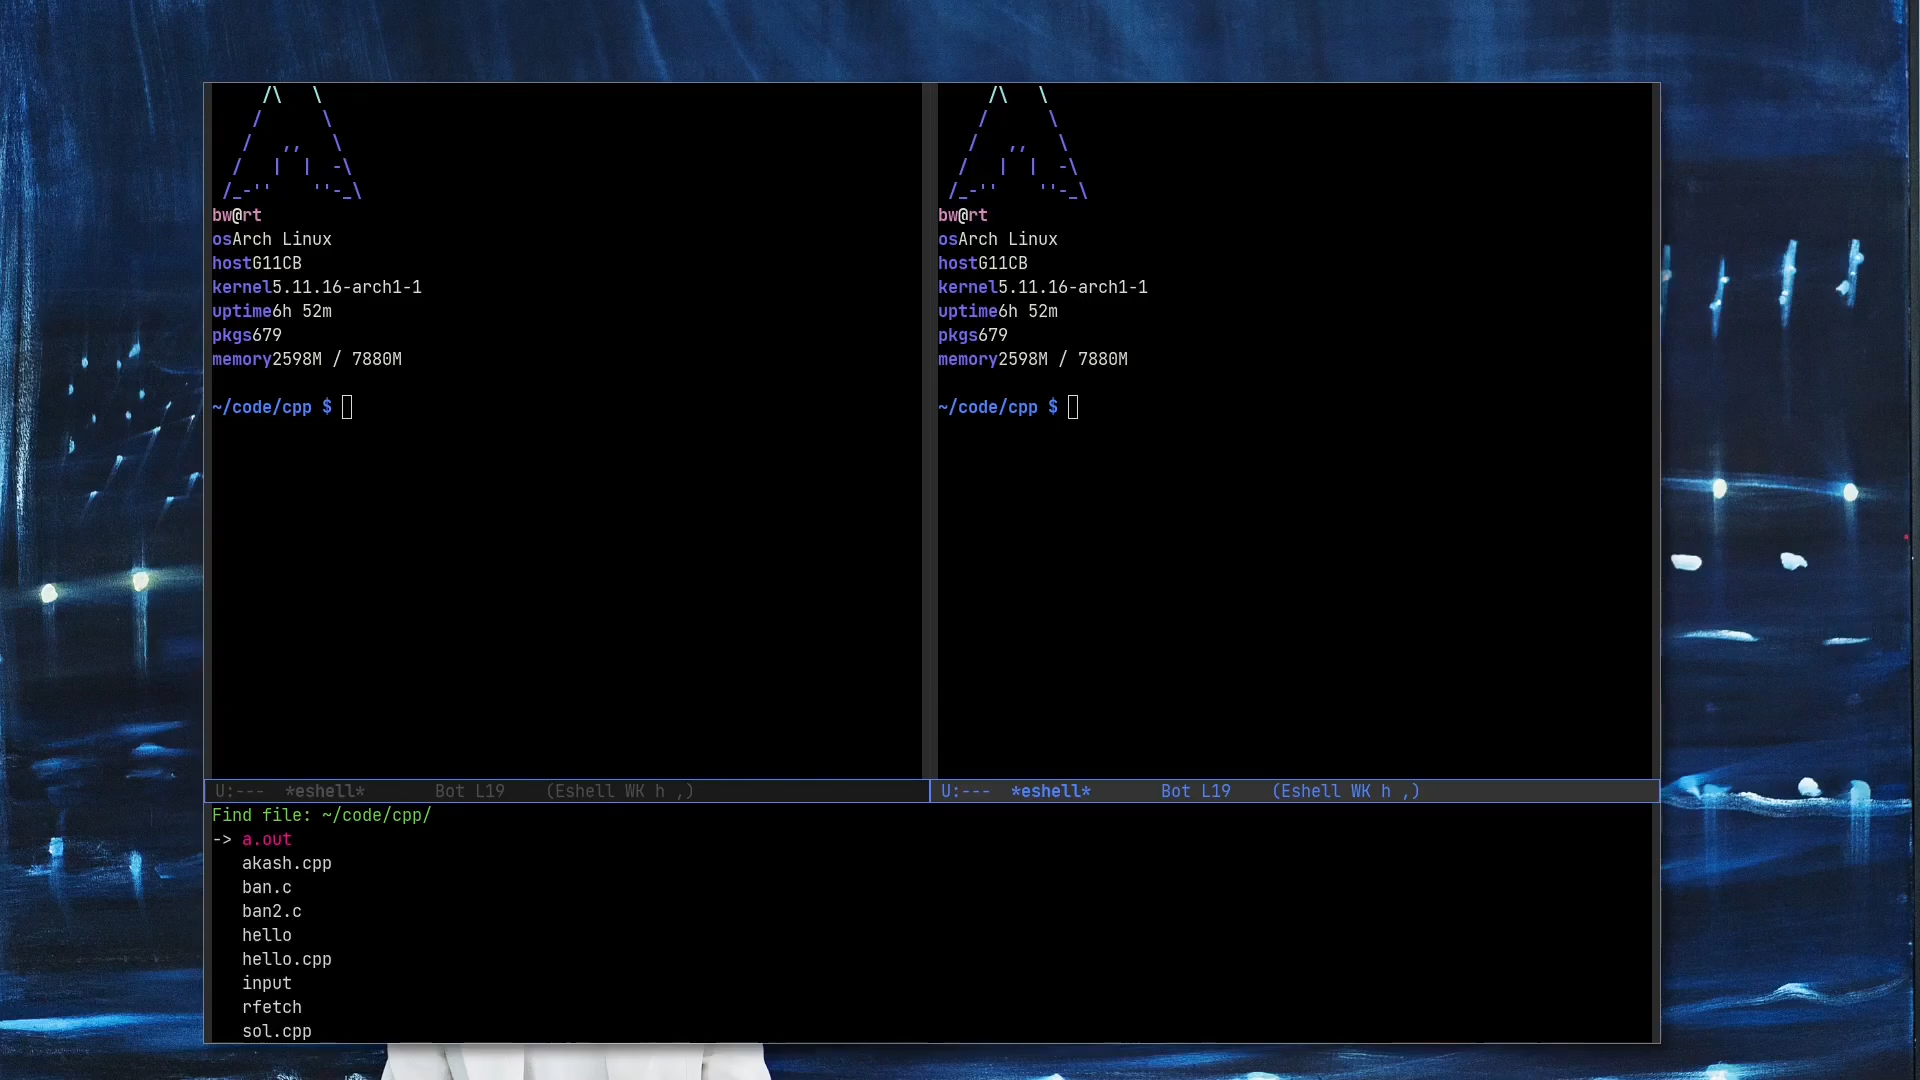 /\   \
     /      \
    /   ,,   \
   /   |  |  -\
  /_-''    ''-_\
bw@rt
osArch Linux
hostG11CB
kernel5.11.16-arch1-1
uptime6h 52m
pkgs679
memory2598M / 7880M
~/code/cpp $
      /\   \
     /      \
    /   ,,   \
   /   |  |  -\
  /_-''    ''-_\
bw@rt
osArch Linux
hostG11CB
kernel5.11.16-arch1-1
uptime6h 52m
pkgs679
memory2598M / 7880M
~/code/cpp $
U:---  *eshell*       Bot L19    (Eshell WK h ,)
U:---  *eshell*       Bot L19    (Eshell WK h ,)
Find file: ~/code/cpp/
-> a.out
akash.cpp
ban.c
ban2.c
hello
hello.cpp
input
rfetch
sol.cpp